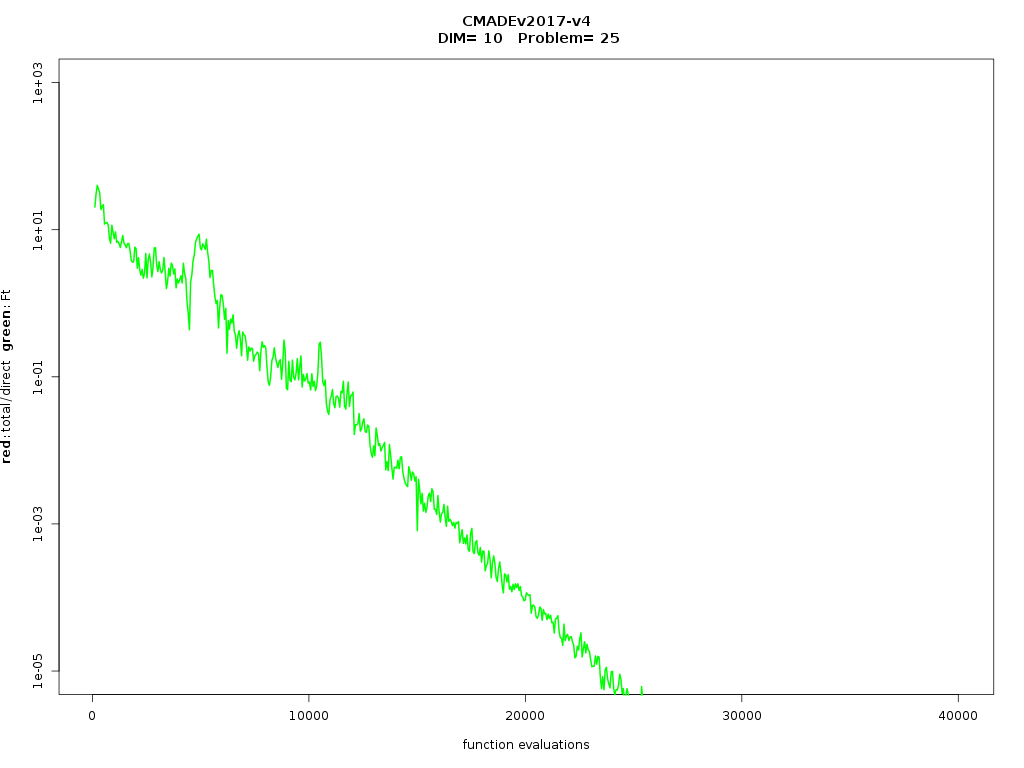 CMADEv2017-v4
DIM= 10 Problem= 25
1e+03
1e+01
1e-01
1e-03
1e-05
red: total/direct green: Ft
0 10000 20000 30000 40000
function evaluations